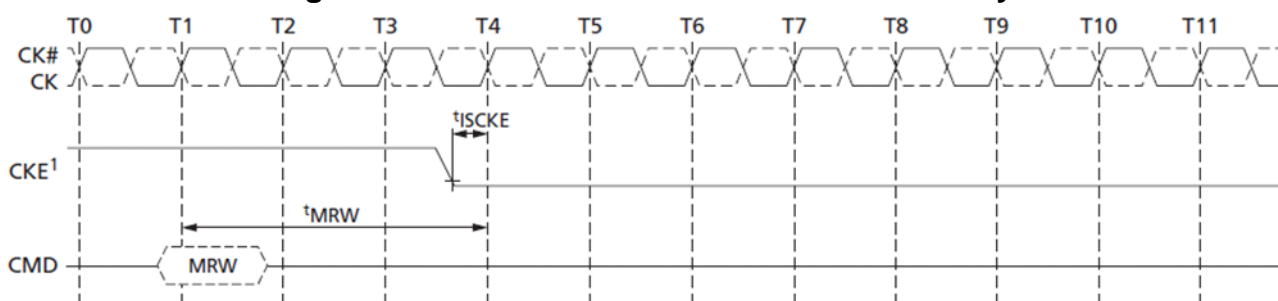 T0 T1 T2 T3 T4 T5 T6 T7 T8 T9 T10 T11
CK#
CK
tISCKE
CKE1
tMRW
CMD MRW